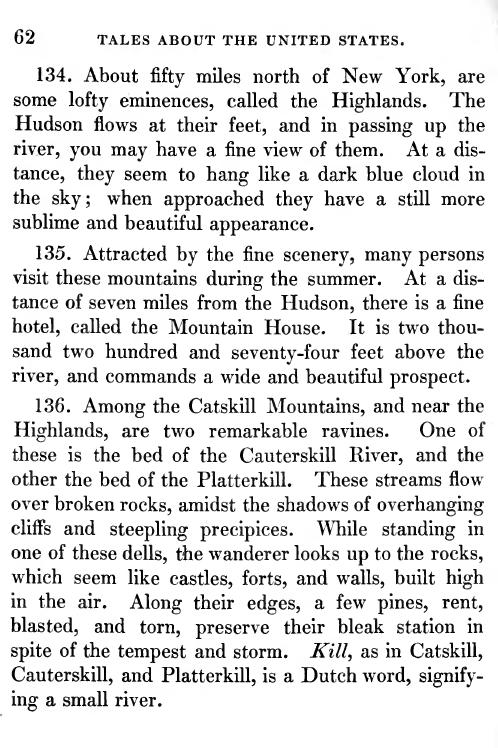 62 TALES ABOUT THE UNITED STATES.
134. About fifty miles north of New York, are
some lofty eminences, called the Highlands. The
Hudson flows at their feet, and in passing up the
river, you may have a fine view of them. At a dis-
tance, they seem to hang like a dark blue cloud in
the sky; when approached they have a still more
sublime and beautiful appearance.
135. Attracted by the fine scenery, many persons
visit these mountains during the summer. At a dis-
tance of seven miles from the Hudson, there is a fine
hotel, called the Mountain House. It is two thou-
sand two hundred and seventy-four feet above the
river, and commands a wide and beautiful prospect.
136. Among the Catskill Mountains, and near the
Highlands, are two remarkable ravines. One of
these is the bed of the Cauterskill River, and the
other the bed of the Platterkill. These streams flow
over broken rocks, amidst the shadows of overhanging
cliffs and steepling precipices. While standing in
one of these dells, the wanderer looks up to the rocks,
which seem like castles, forts, and walls, built high
in the air. Along their edges, a few pines, rent,
blasted, and torn, preserve their bleak station in
spite of the tempest and storm. Kill, as in Catskill,
Cauterskill, and Platterkill, is a Dutch word, signify-
ing a small river.